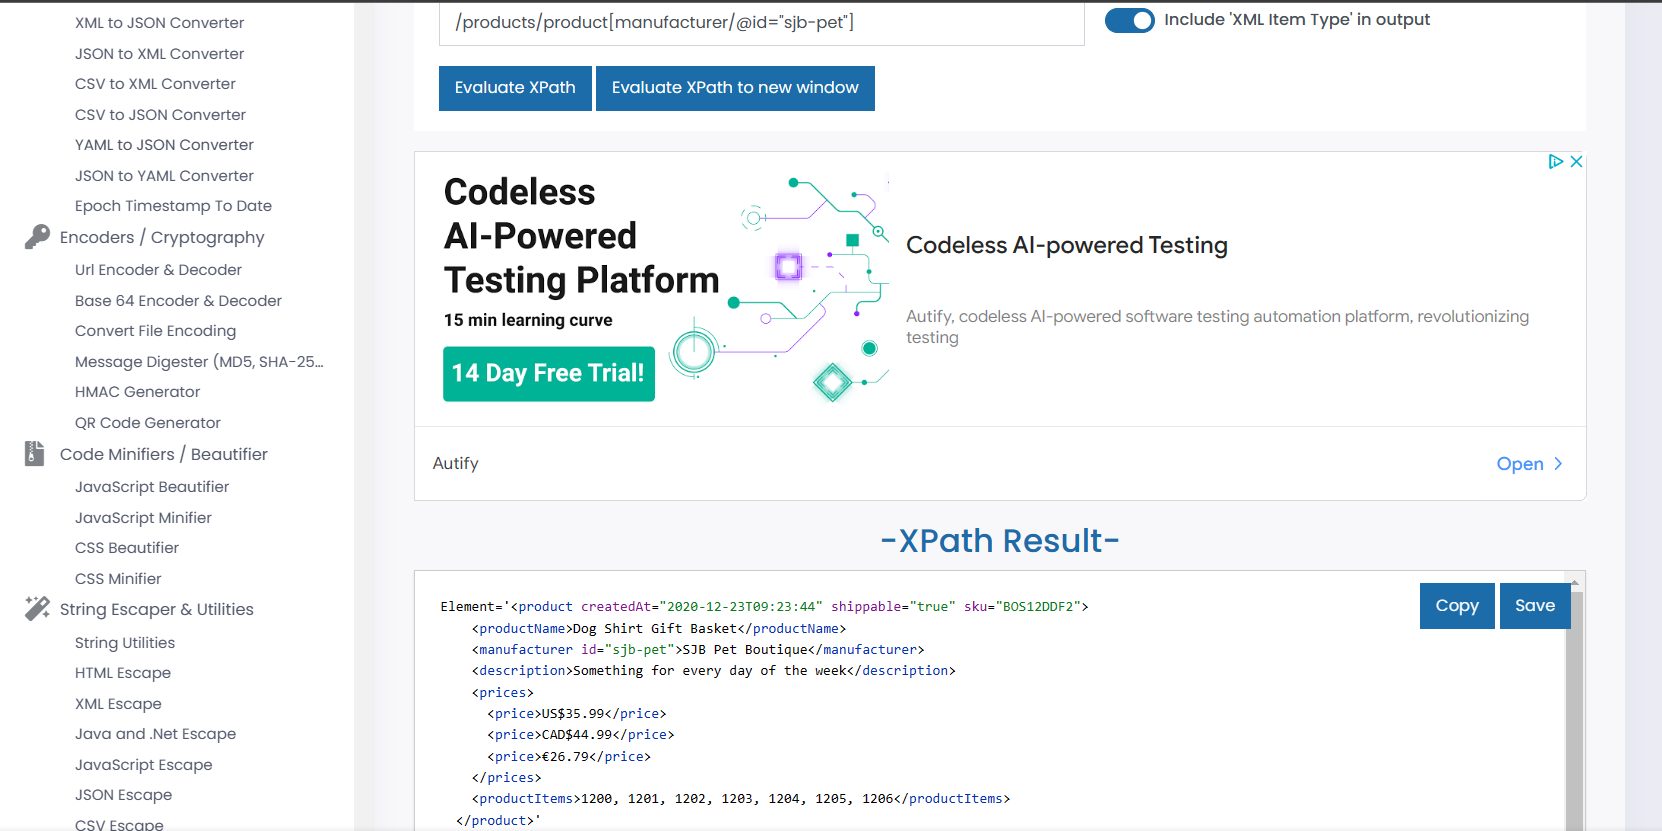 XML to JSON Converter
JSON to XML Converter
CSV to XML Converter
CSV to JSON Converter
YAML to JSON Converter
JSON to YAML Converter
Epoch Timestamp To Date
Encoders / Cryptography
Url Encoder & Decoder
Base 64 Encoder & Decoder
Convert File Encoding
Message Digester (MD5, SHA-25...
HMAC Generator
QR Code Generator
Code Minifiers / Beautifier
JavaScript Beautifier
JavaScript Minifier
CSS Beautifier
CSS Minifier
String Escaper & Utilities
String Utilities
HTML Escape
XML Escape
Java and .Net Escape
JavaScript Escape
JSON Escape
CSV Escape
/products/product[manufacturer/@id="sjb-pet"]
Include 'XML Item Type' in output
Evaluate XPath
Evaluate XPath to new window
Codeless
AI-Powered
Testing Platform
15 min learning curve
14 Day Free Trial!
Codeless AI-powered Testing
Autify, codeless AI-powered software testing automation platform, revolutionizing
testing
Autify
Open
-XPath Result-
Copy
Save
Element='<product createdAt="2020-12-23T09:23:44" shippable="true" sku="BOS12DDF2">
<productName>Dog Shirt Gift Basket</productName>
<manufacturer id="sjb-pet">SJB Pet Boutique</manufacturer>
<description>Something for every day of the week</description>
<prices>
<price>US$35.99</price>
<price>CAD$44.99</price>
<price>€26.79</price>
</prices>
<productItems>1200, 1201, 1202, 1203, 1204, 1205, 1206</productItems>
</product>'